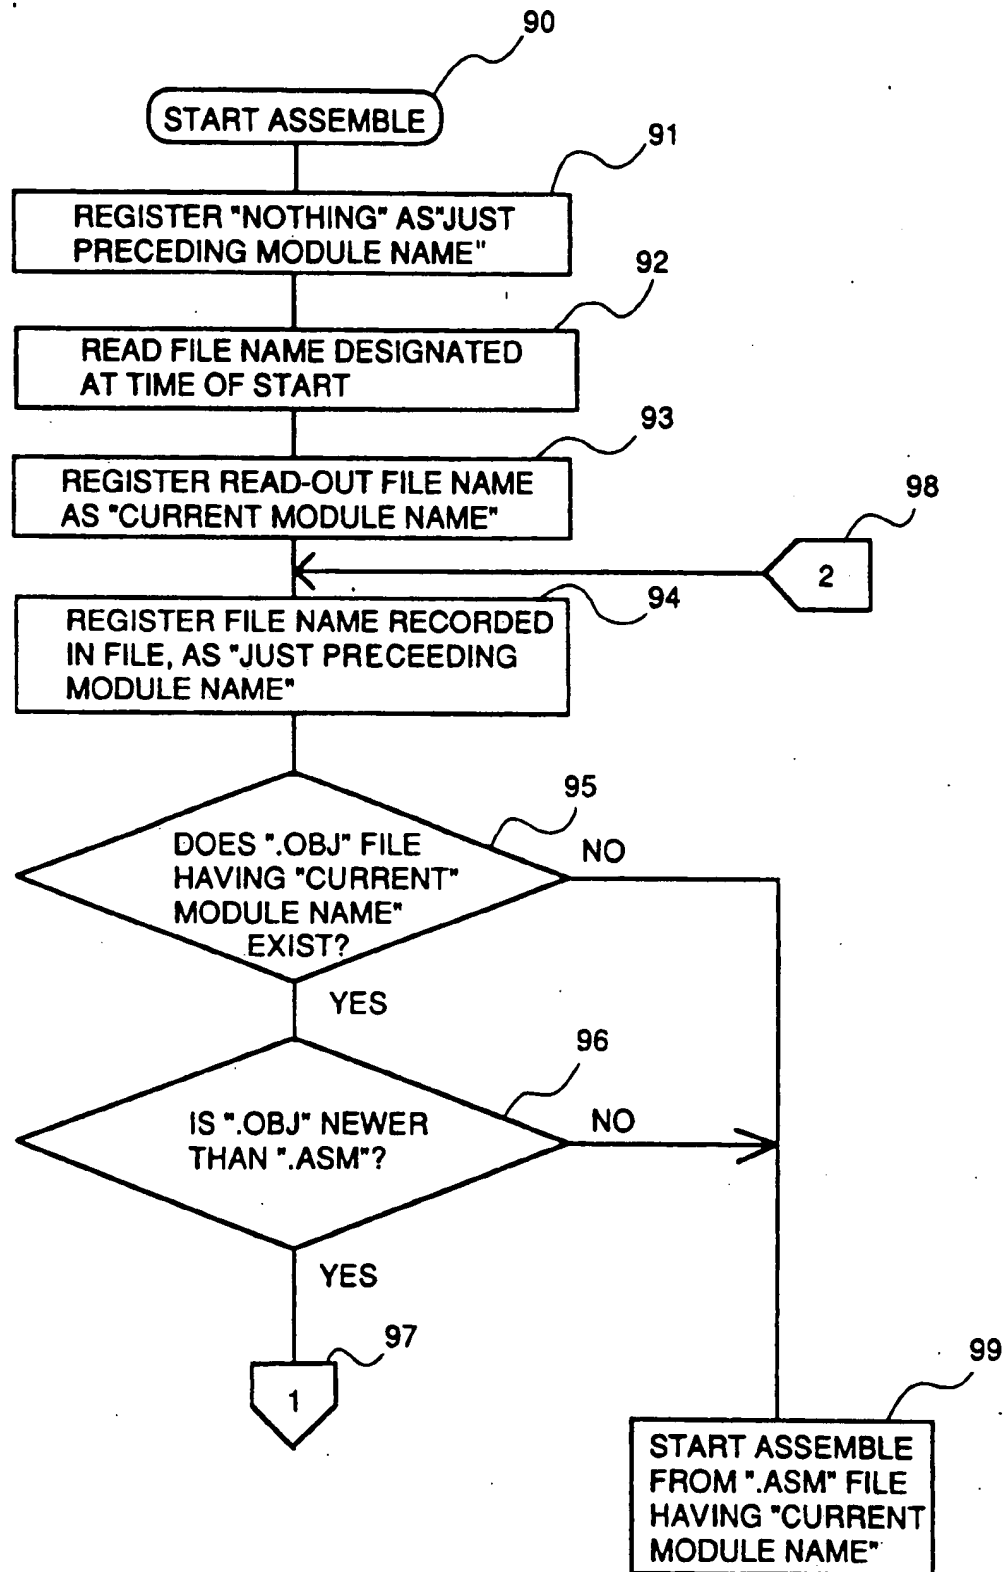 90
START ASSEMBLE
91
REGISTER "NOTHING" AS"JUST
PRECEDING MODULE NAME"
92
READ FILE NAME DESIGNATED
AT TIME OF START
93
REGISTER READ-OUT FILE NAME
AS "CURRENT MODULE NAME"
98
2
94
REGISTER FILE NAME RECORDED
IN FILE, AS "JUST PRECEEDING
MODULE NAME"
95
DOES ".OBJ" FILE
HAVING "CURRENT"
MODULE NAME"
EXIST?
NO
YES
96
IS ".OBJ" NEWER
THAN ".ASM"?
NO
YES
97
1
99
START ASSEMBLE
FROM ".ASM" FILE
HAVING "CURRENT
MODULE NAME"